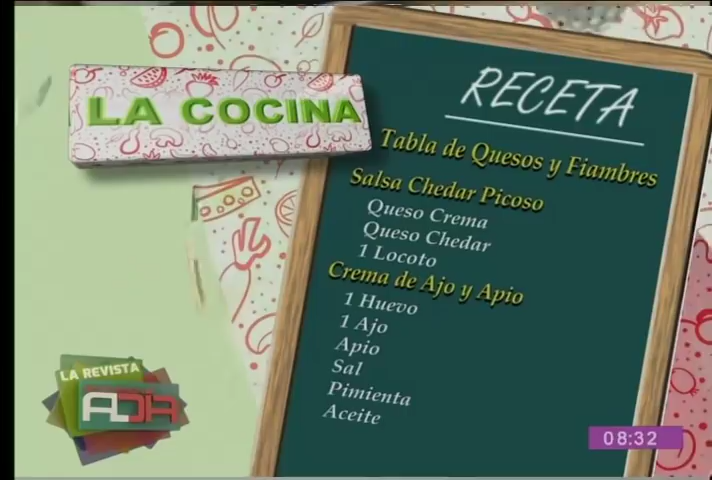 LA COCINA
RECETA
Tabla de Quesos y Fiambres
Salsa Chedar Picoso
Queso Crema
Queso Chedar
1 Locoto
Crema de Ajo y Apio
1 Huevo
1 Ajo
Apio
Sal
Pimienta
Aceite
LA REVISTA
ALDÍA
08:32